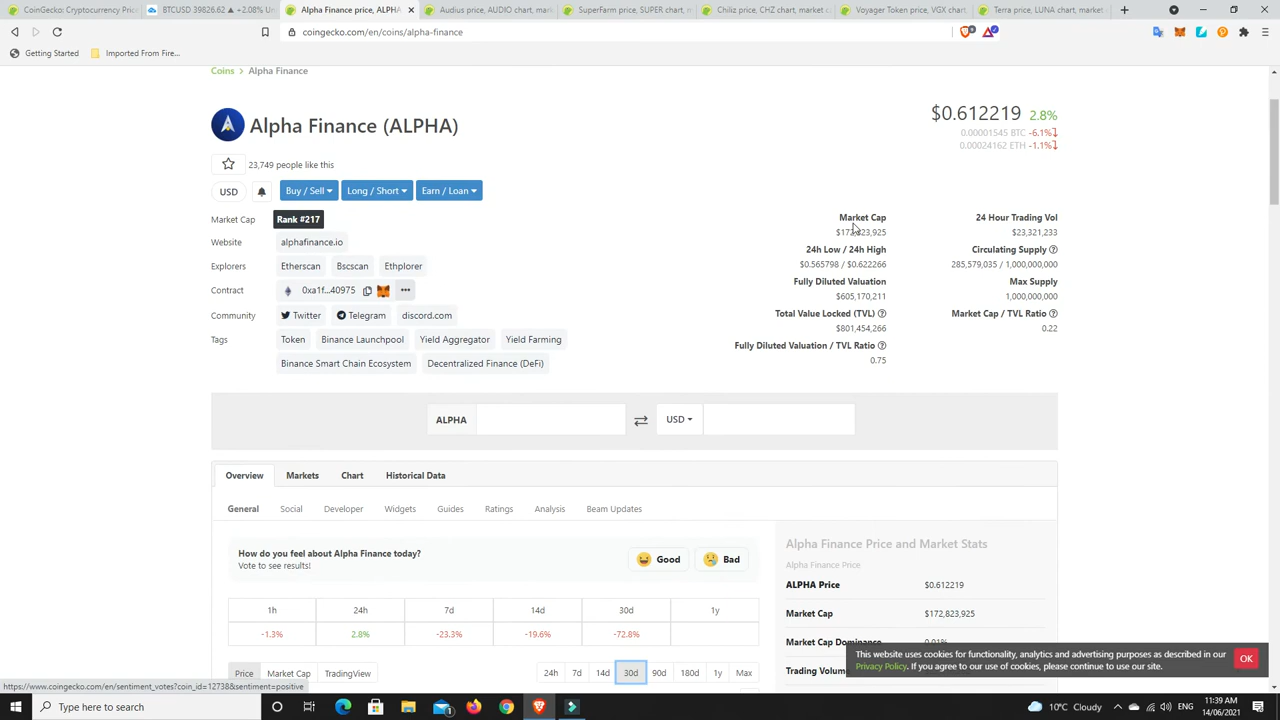 CoinGecko: Cryptocurrency Price
BTCUSD 39826.62 ▲ +2.08% Un
Alpha Finance price, ALPHA
Audius price, AUDIO chart, mark
SuperFarm price, SUPER chart, m
Chiliz price, CHZ chart, market c
Voyager Token price, VGX chart,
Terra price, LUNA chart, market
coingecko.com/en/coins/alpha-finance
Getting Started
Imported From Fire...
Coins > Alpha Finance
Alpha Finance (ALPHA)
$0.612219 2.8%
0.00001545 BTC -6.1%
0.00024162 ETH -1.1%
23,749 people like this
USD
Buy / Sell
Long / Short
Earn / Loan
Market Cap Rank #217
Website alphafinance.io
Explorers Etherscan Bscscan Ethplorer
Contract 0xa1f...40975 •••
Community Twitter Telegram discord.com
Tags Token Binance Launchpool Yield Aggregator Yield Farming
Binance Smart Chain Ecosystem Decentralized Finance (DeFi)
Market Cap
$172,823,925
24 Hour Trading Vol
$23,321,233
24h Low / 24h High
$0.565798 / $0.622266
Circulating Supply
285,579,035 / 1,000,000,000
Fully Diluted Valuation
$605,170,211
Max Supply
1,000,000,000
Total Value Locked (TVL)
$801,454,266
Market Cap / TVL Ratio
0.22
Fully Diluted Valuation / TVL Ratio
0.75
ALPHA
USD
Overview Markets Chart Historical Data
General Social Developer Widgets Guides Ratings Analysis Beam Updates
How do you feel about Alpha Finance today?
Vote to see results!
Good
Bad
1h 24h 7d 14d 30d 1y
-1.3% 2.8% -23.3% -19.6% -72.8%
Price Market Cap TradingView
24h 7d 14d 30d 90d 180d 1y Max
Alpha Finance Price and Market Stats
Alpha Finance Price
ALPHA Price $0.612219
Market Cap $172,823,925
Market Cap Dominance 0.01%
Trading Volume
This website uses cookies for functionality, analytics and advertising purposes as described in our
Privacy Policy. If you agree to our use of cookies, please continue to use our site.
OK
https://www.coingecko.com/en/sentiment_votes?coin_id=12738&sentiment=positive
Type here to search
10°C Cloudy
ENG
11:39 AM
14/06/2021